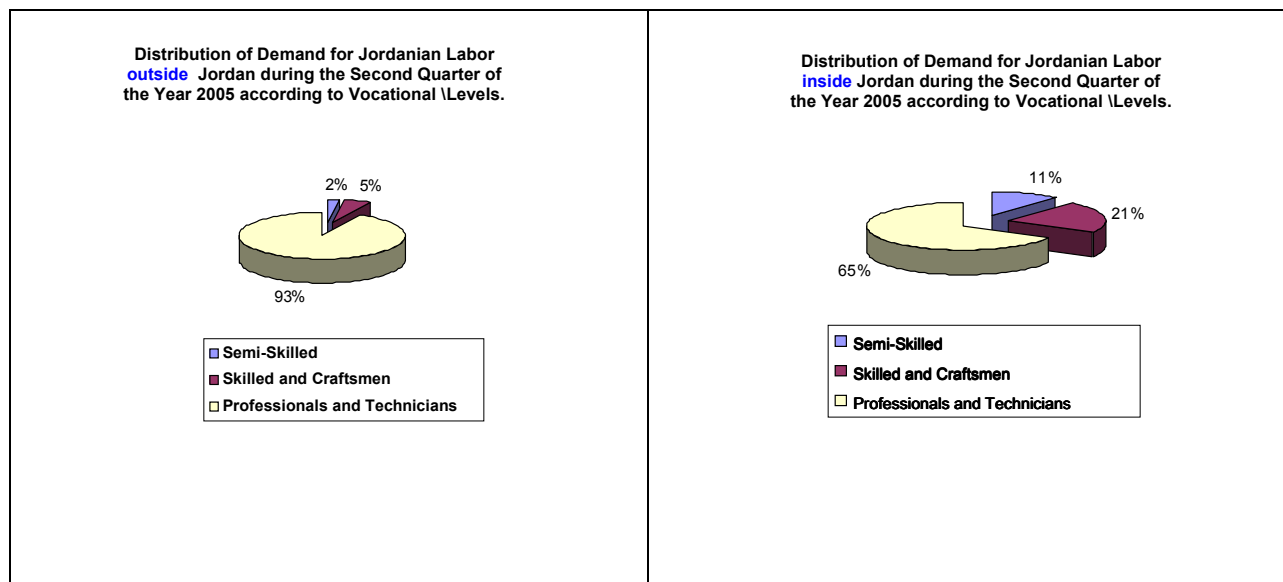 Distribution of Demand for Jordanian Labor
outside Jordan during the Second Quarter of
the Year 2005 according to Vocational \Levels.
2%
5%
93%
Semi-Skilled
Skilled and Craftsmen
Professionals and Technicians
Distribution of Demand for Jordanian Labor
inside Jordan during the Second Quarter of
the Year 2005 according to Vocational \Levels.
11%
21%
65%
Semi-Skilled
Skilled and Craftsmen
Professionals and Technicians